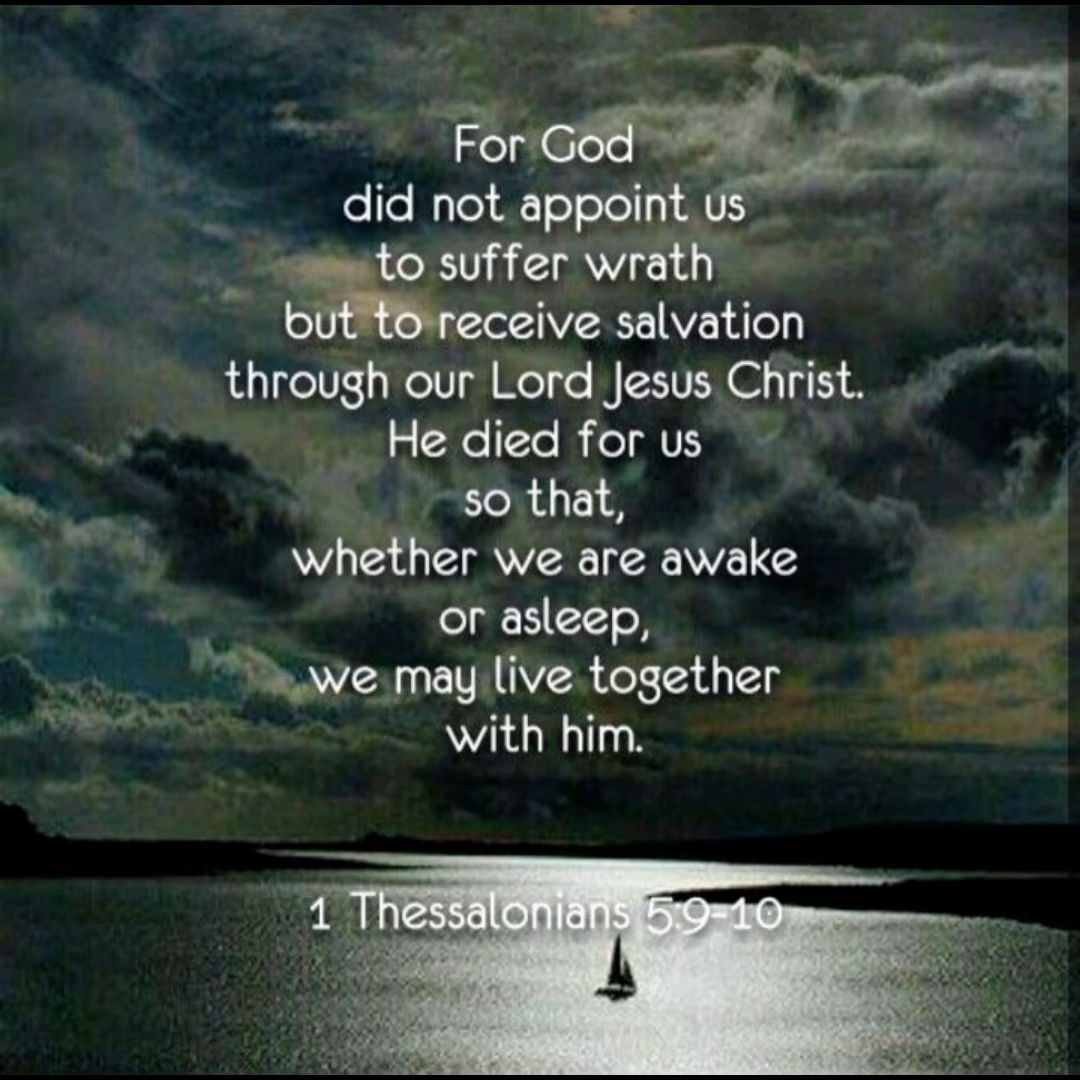 For God
did not appoint us
to suffer wrath
but to receive salvation
through our Lord Jesus Christ.
He died for us
so that,
whether we are awake
or asleep,
we may live together
with him.
1 Thessalonians 5:9-10